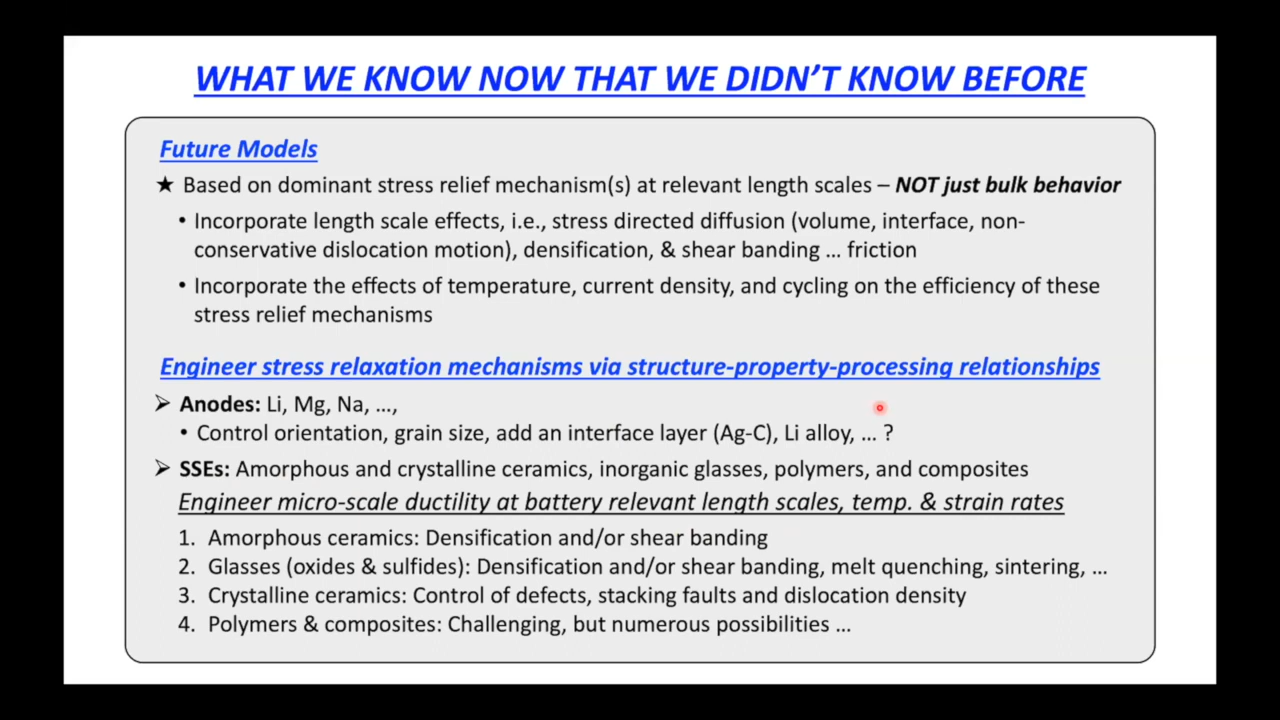 WHAT WE KNOW NOW THAT WE DIDN’T KNOW BEFORE
Future Models
★ Based on dominant stress relief mechanism(s) at relevant length scales – NOT just bulk behavior
• Incorporate length scale effects, i.e., stress directed diffusion (volume, interface, non-
conservative dislocation motion), densification, & shear banding ... friction
• Incorporate the effects of temperature, current density, and cycling on the efficiency of these
stress relief mechanisms
Engineer stress relaxation mechanisms via structure-property-processing relationships
➢ Anodes: Li, Mg, Na, ...,
• Control orientation, grain size, add an interface layer (Ag-C), Li alloy, ... ?
➢ SSEs: Amorphous and crystalline ceramics, inorganic glasses, polymers, and composites
Engineer micro-scale ductility at battery relevant length scales, temp. & strain rates
1. Amorphous ceramics: Densification and/or shear banding
2. Glasses (oxides & sulfides): Densification and/or shear banding, melt quenching, sintering, ...
3. Crystalline ceramics: Control of defects, stacking faults and dislocation density
4. Polymers & composites: Challenging, but numerous possibilities ...